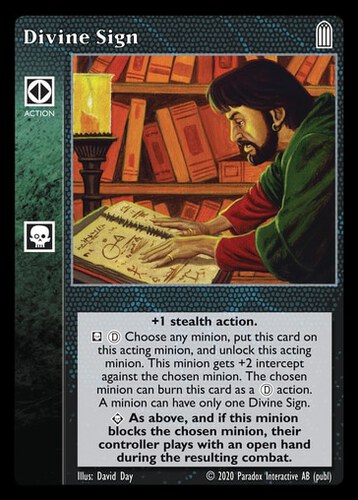 Divine Sign
ACTION
+1 stealth action.
Ⓓ Choose any minion, put this card on
this acting minion, and unlock this acting
minion. This minion gets +2 intercept
against the chosen minion. The chosen
minion can burn this card as a Ⓓ action.
A minion can have only one Divine Sign.
As above, and if this minion
blocks the chosen minion, their
controller plays with an open hand
during the resulting combat.
Illus: David Day
© 2020 Paradox Interactive AB (publ)